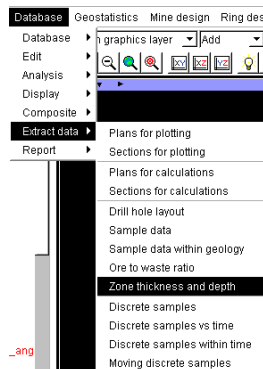 Database Geostatistics Mine design Ring des
Database
Edit
Analysis
Display
Composite
Extract data
Report
n graphics layer Add
XY XZ YZ
Plans for plotting
Sections for plotting
Plans for calculations
Sections for calculations
Drill hole layout
Sample data
Sample data within geology
Ore to waste ratio
Zone thickness and depth
Discrete samples
Discrete samples vs time
Discrete samples within time
Moving discrete samples
_ang